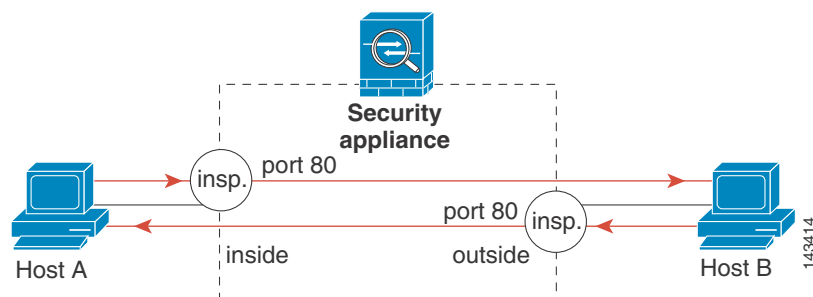 Security
appliance
insp.
port 80
port 80
insp.
inside
outside
Host A
Host B
143414